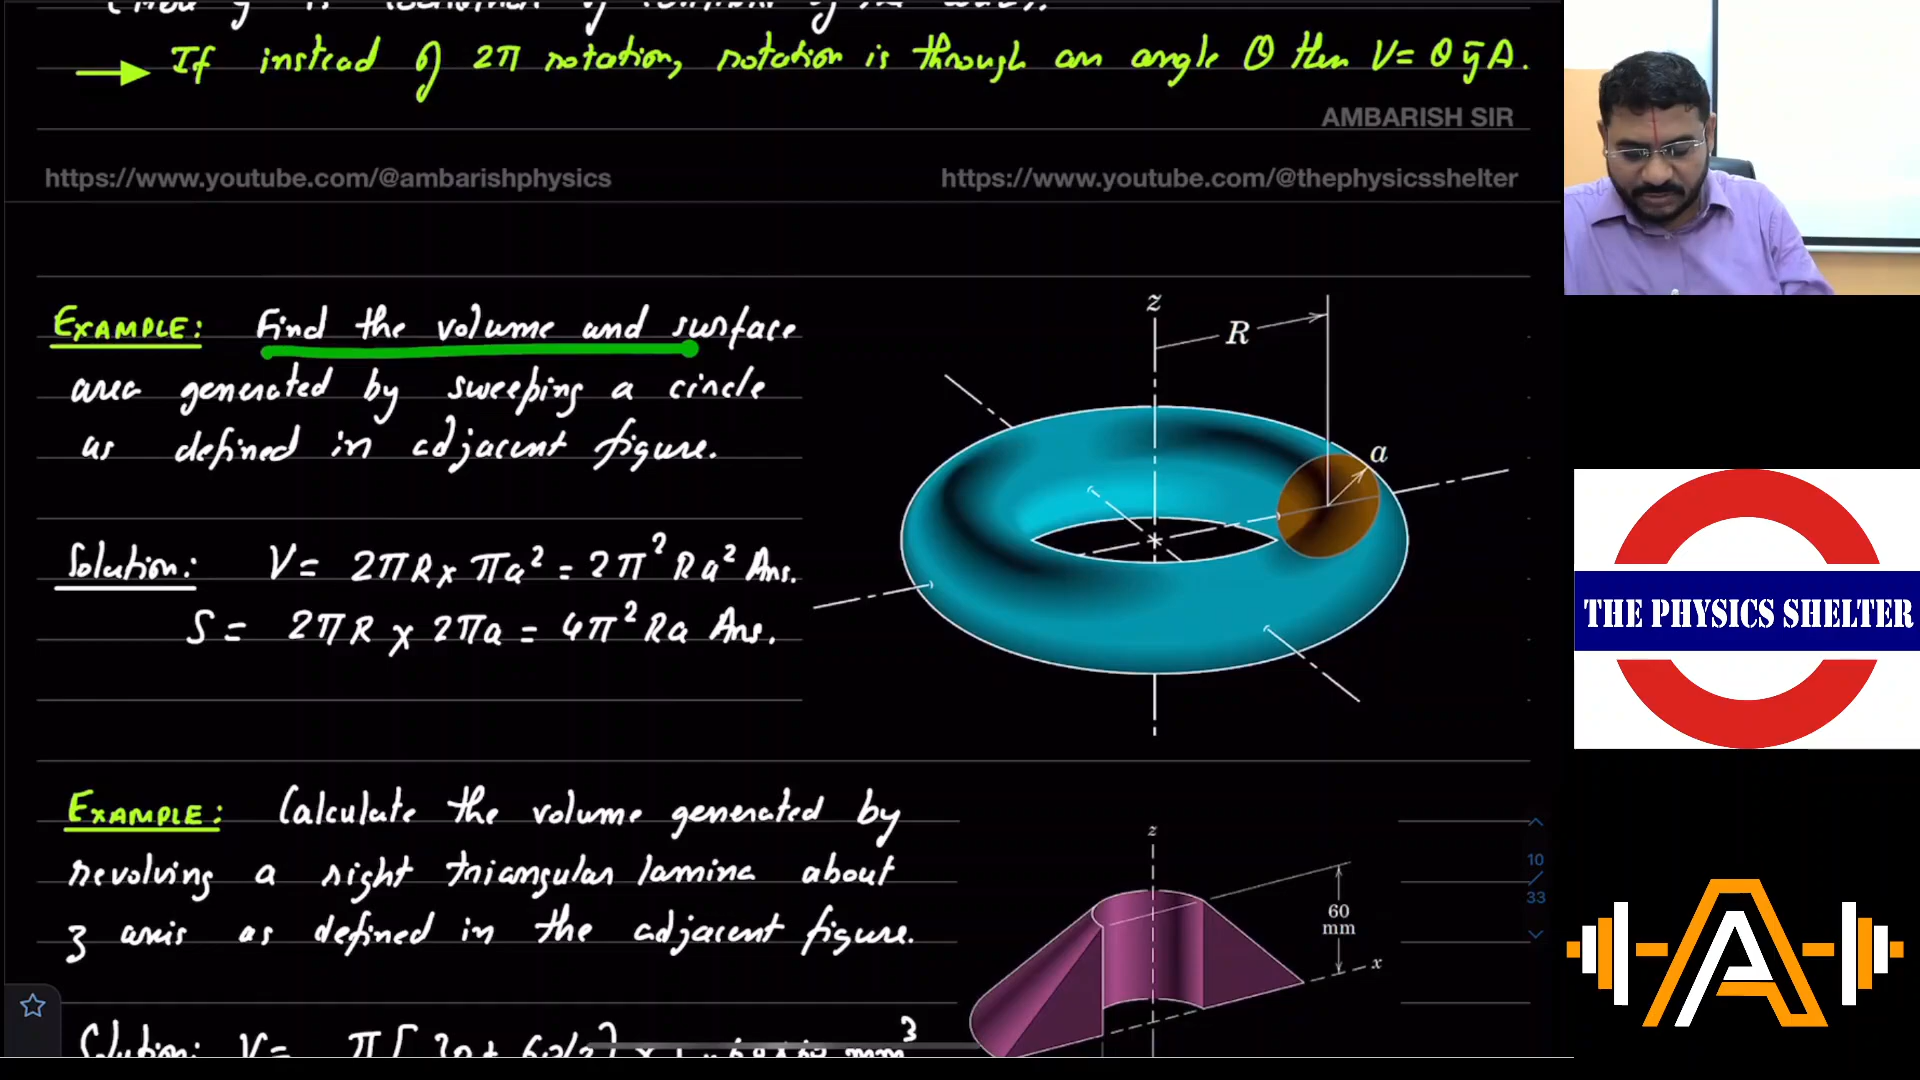 → If instead of 2π rotation, rotation is through an angle θ then V= θ ȳ A.
AMBARISH SIR
https://www.youtube.com/@ambarishphysics
https://www.youtube.com/@thephysicsshelter
EXAMPLE: Find the volume and surface
area generated by sweeping a circle
as defined in adjacent figure.
Solution: V= 2πR x πa² = 2π²Ra² Ans.
S = 2πR x 2πa = 4π²Ra Ans.
z
R
a
THE PHYSICS SHELTER
EXAMPLE: Calculate the volume generated by
revolving a right triangular lamina about
z axis as defined in the adjacent figure.
z
60
mm
x
10
33
Solution: V= π
mm³
A